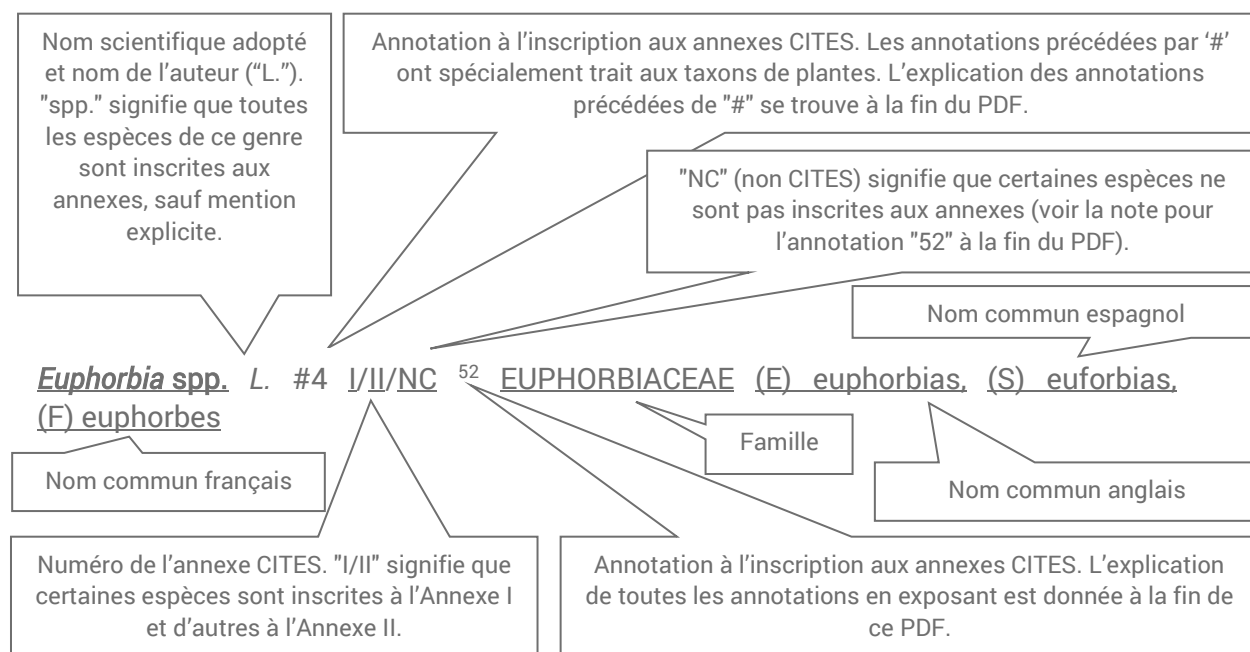 Nom scientifique adopté
et nom de l'auteur (“L.”).
"spp." signifie que toutes
les espèces de ce genre
sont inscrites aux
annexes, sauf mention
explicite.
Annotation à l'inscription aux annexes CITES. Les annotations précédées par ‘#’
ont spécialement trait aux taxons de plantes. L'explication des annotations
précédées de "#" se trouve à la fin du PDF.
"NC" (non CITES) signifie que certaines espèces ne
sont pas inscrites aux annexes (voir la note pour
l'annotation "52" à la fin du PDF).
Nom commun espagnol
Euphorbia spp. L. #4 I/II/NC 52 EUPHORBIACEAE (E) euphorbias, (S) euforbias,
(F) euphorbes
Famille
Nom commun français
Nom commun anglais
Numéro de l'annexe CITES. "I/II" signifie que
certaines espèces sont inscrites à l'Annexe I
et d'autres à l'Annexe II.
Annotation à l'inscription aux annexes CITES. L'explication
de toutes les annotations en exposant est donnée à la fin de
ce PDF.